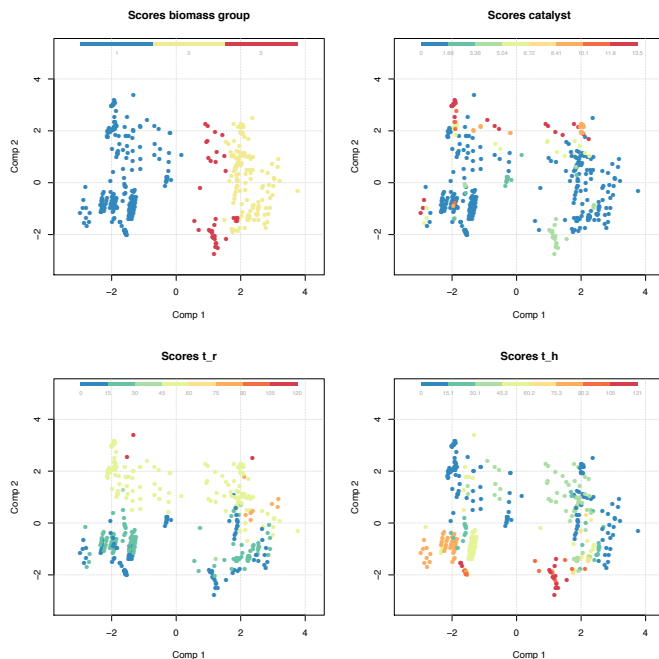 Scores biomass group
1 2 3
4
2
0
−2
Comp 2
−2 0 2 4
Comp 1
Scores catalyst
0 1.69 3.36 5.04 6.72 8.41 10.1 11.8 13.5
4
2
0
−2
Comp 2
−2 0 2 4
Comp 1
Scores t_r
0 15 30 45 60 75 90 105 120
4
2
0
−2
Comp 2
−2 0 2 4
Comp 1
Scores t_h
0 15.1 30.1 45.2 60.2 75.3 90.3 105 121
4
2
0
−2
Comp 2
−2 0 2 4
Comp 1